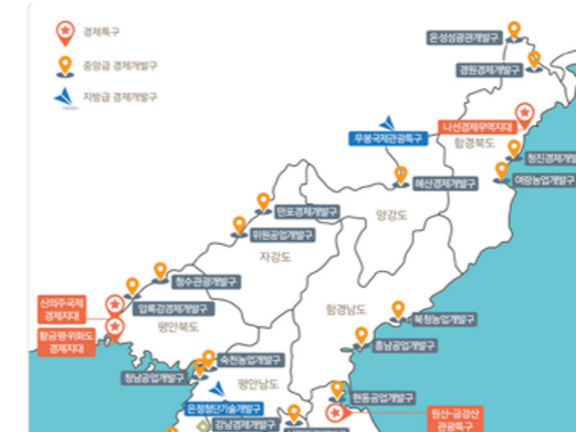 경제특구
중앙급 경제개발구
지방급 경제개발구
온성섬관광개발구
경원경제개발구
나선경제무역지대
무봉국제관광특구
함경북도
청진경제개발
어랑농업개발구
혜산경제개발구
만포경제개발구
양강도
위원공업개발구
자강도
청수관광개발구
신의주국제
경제지대
압록강경제개발구
함경남도
북청농업개발구
평안북도
황금평·위화도
경제지대
흥남공업개발구
숙천농업개발구
청남공업개발구
평안남도
현동공업개발구
은정첨단기술개발구
원산-금강산
관광특구
강남경제개발구